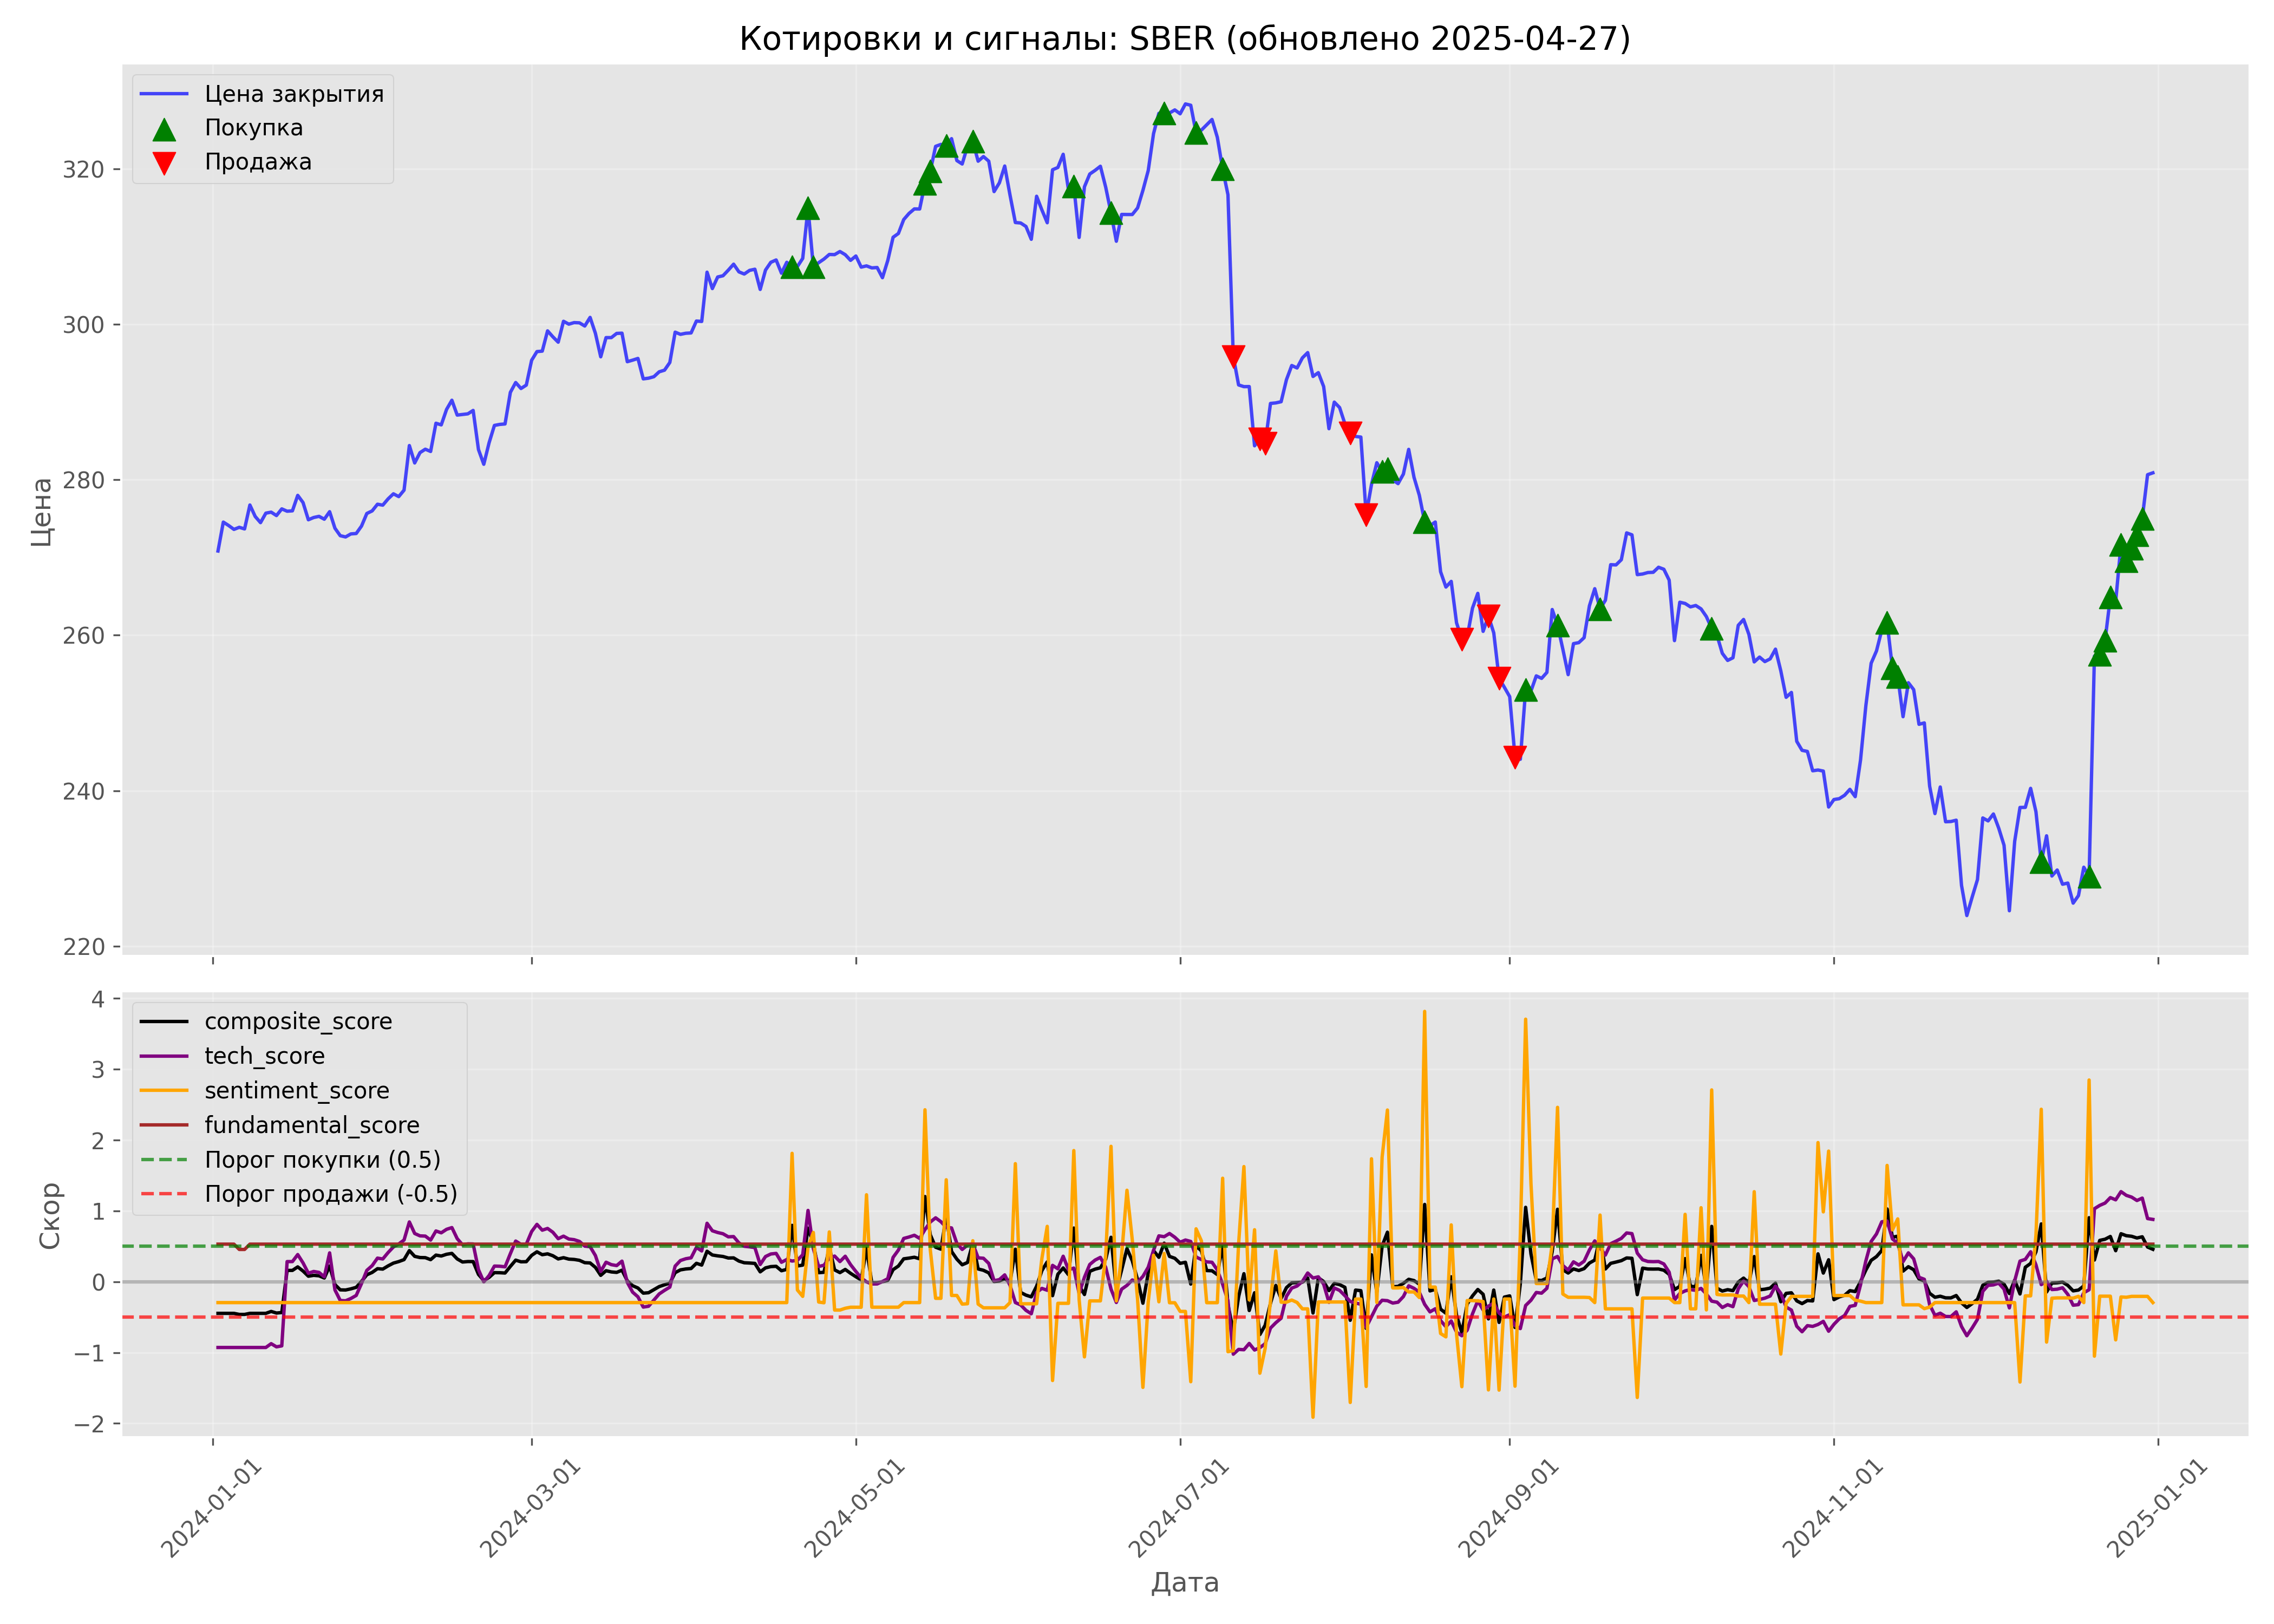 Котировки и сигналы: SBER (обновлено 2025-04-27)
Цена закрытия
Покупка
Продажа
Цена
320
300
280
260
240
220
composite_score
tech_score
sentiment_score
fundamental_score
Порог покупки (0.5)
Порог продажи (-0.5)
Скор
4
3
2
1
0
−1
−2
2024-01-01
2024-03-01
2024-05-01
2024-07-01
2024-09-01
2024-11-01
2025-01-01
Дата